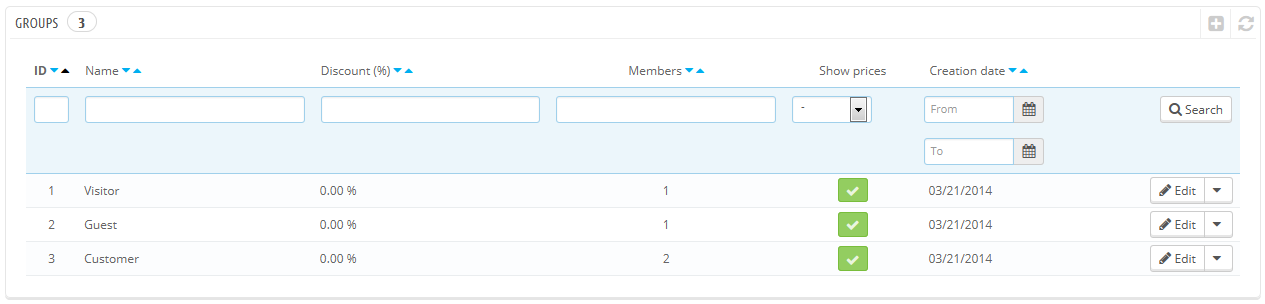 GROUPS 3
ID Name Discount (%) Members Show prices Creation date
- From Search
To
1 Visitor 0.00 % 1 03/21/2014 Edit
2 Guest 0.00 % 1 03/21/2014 Edit
3 Customer 0.00 % 2 03/21/2014 Edit